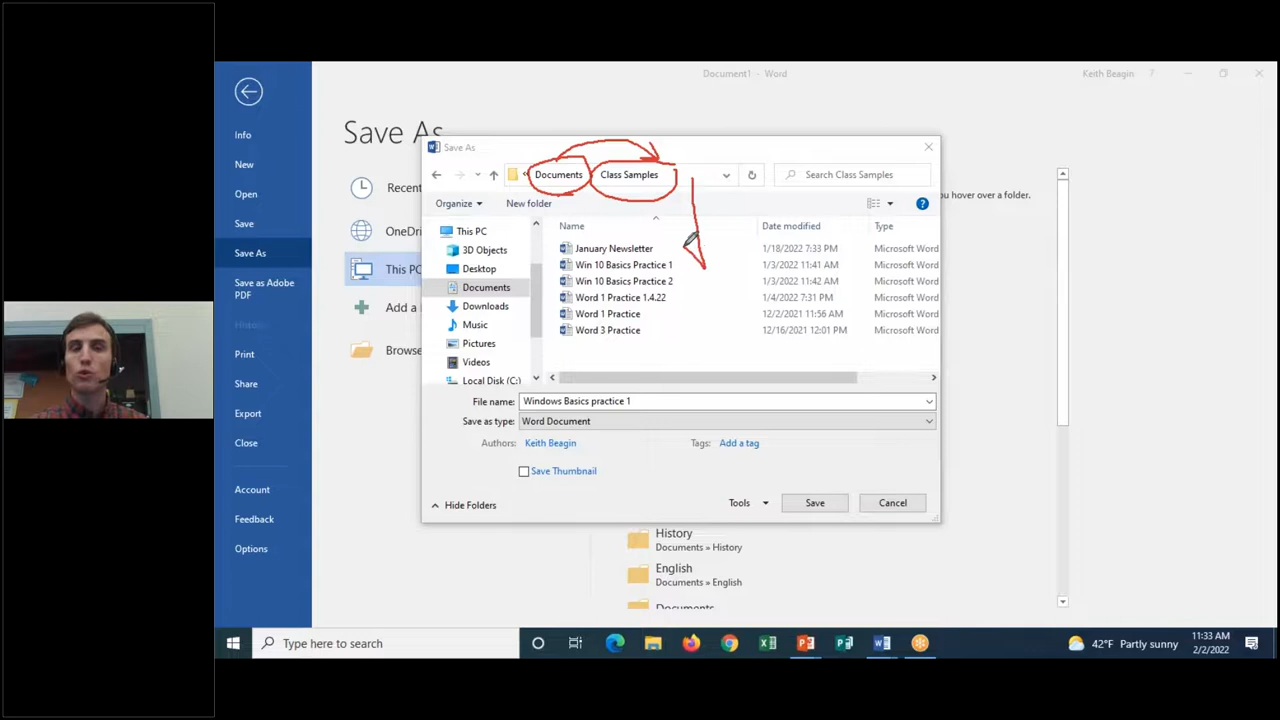 Document1 - Word
Keith Beagin
?
Info
New
Open
Save
Save As
Save as Adobe
PDF
History
Print
Share
Export
Close
Account
Feedback
Options
Save As
Recent
OneDri
This PC
Add a
Browse
you hover over a folder.
Save As
« Documents Class Samples
Search Class Samples
Organize
New folder
?
This PC
3D Objects
Desktop
Documents
Downloads
Music
Pictures
Videos
Local Disk (C:)
Name Date modified Type
January Newsletter 1/18/2022 7:33 PM Microsoft Word
Win 10 Basics Practice 1 1/3/2022 11:41 AM Microsoft Word
Win 10 Basics Practice 2 1/3/2022 11:42 AM Microsoft Word
Word 1 Practice 1.4.22 1/4/2022 7:31 PM Microsoft Word
Word 1 Practice 12/2/2021 11:56 AM Microsoft Word
Word 3 Practice 12/16/2021 12:01 PM Microsoft Word
File name: Windows Basics practice 1
Save as type: Word Document
Authors: Keith Beagin
Tags: Add a tag
Save Thumbnail
Hide Folders
Tools
Save
Cancel
History
Documents » History
English
Documents » English
Documents
Type here to search
42°F Partly sunny
11:33 AM
2/2/2022